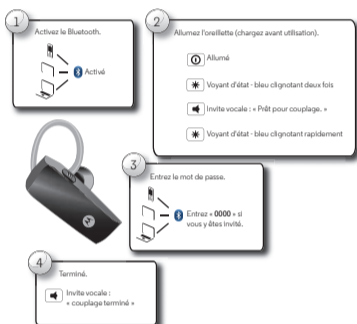 1
Activez le Bluetooth.
Activé
2
Allumez l'oreillette (chargez avant utilisation).
Allumé
Voyant d'état - bleu clignotant deux fois
Invite vocale : « Prêt pour couplage. »
Voyant d'état - bleu clignotant rapidement
3
Entrez le mot de passe.
Entrez « 0000 » si
vous y êtes invité.
4
Terminé.
Invite vocale :
« couplage terminé »